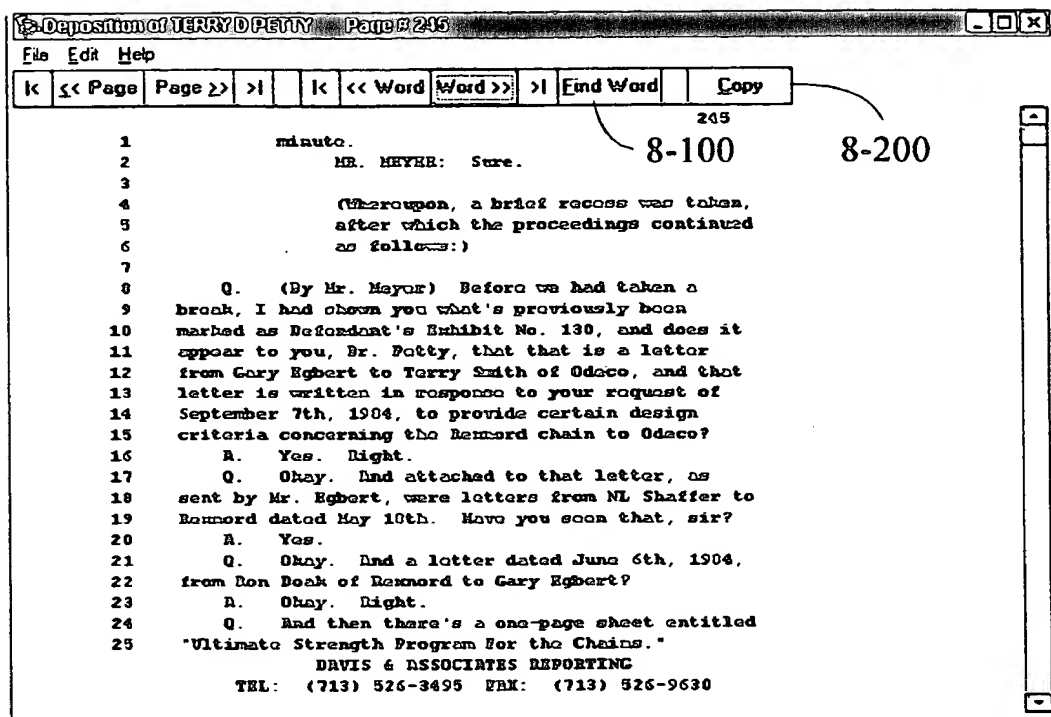 Deposition of TERRY D PETTY Page # 245
File Edit Help
|< << Page Page >> >| |< << Word Word >> >| Find Word Copy
245
8-100 8-200
1 minute.
2 MR. MEYER: Sure.
3
4 (Whereupon, a brief recess was taken,
5 after which the proceedings continued
6 as follows:)
7
8 Q. (By Mr. Meyer) Before we had taken a
9 break, I had shown you what's previously been
10 marked as Defendant's Exhibit No. 130, and does it
11 appear to you, Dr. Petty, that that is a letter
12 from Gary Egbert to Terry Smith of Odeco, and that
13 letter is written in response to your request of
14 September 7th, 1984, to provide certain design
15 criteria concerning the Rexnord chain to Odeco?
16 A. Yes. Right.
17 Q. Okay. And attached to that letter, as
18 sent by Mr. Egbert, were letters from NL Shaffer to
19 Rexnord dated May 18th. Have you seen that, sir?
20 A. Yes.
21 Q. Okay. And a letter dated June 6th, 1984,
22 from Don Doak of Rexnord to Gary Egbert?
23 A. Okay. Right.
24 Q. And then there's a one-page sheet entitled
25 "Ultimate Strength Program For the Chains."
DAVIS & ASSOCIATES REPORTING
TEL: (713) 526-3495 FAX: (713) 526-9630